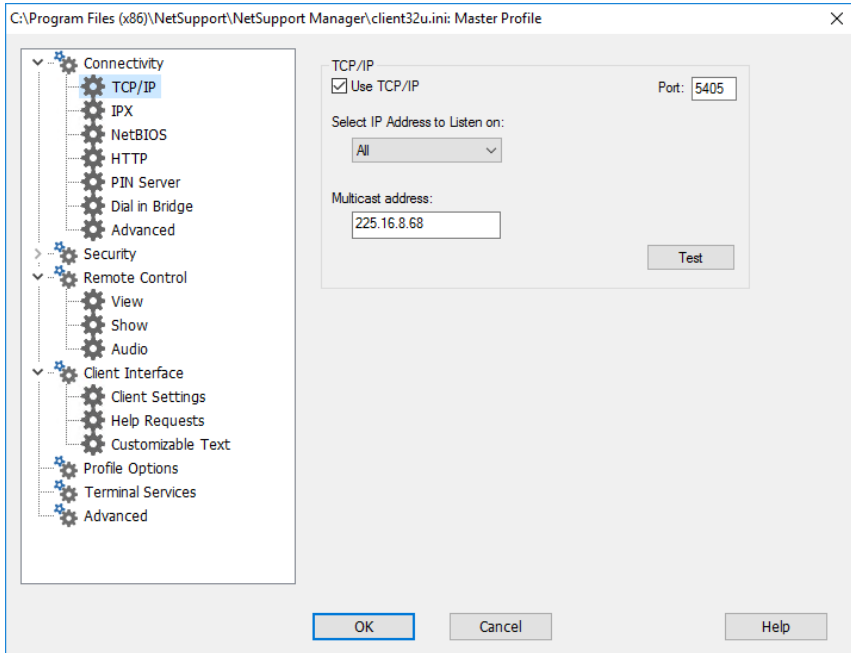 C:\Program Files (x86)\NetSupport\NetSupport Manager\client32u.ini: Master Profile
Connectivity
TCP/IP
IPX
NetBIOS
HTTP
PIN Server
Dial in Bridge
Advanced
Security
Remote Control
View
Show
Audio
Client Interface
Client Settings
Help Requests
Customizable Text
Profile Options
Terminal Services
Advanced
TCP/IP
Use TCP/IP
Port: 5405
Select IP Address to Listen on:
All
Multicast address:
225.16.8.68
Test
OK
Cancel
Help